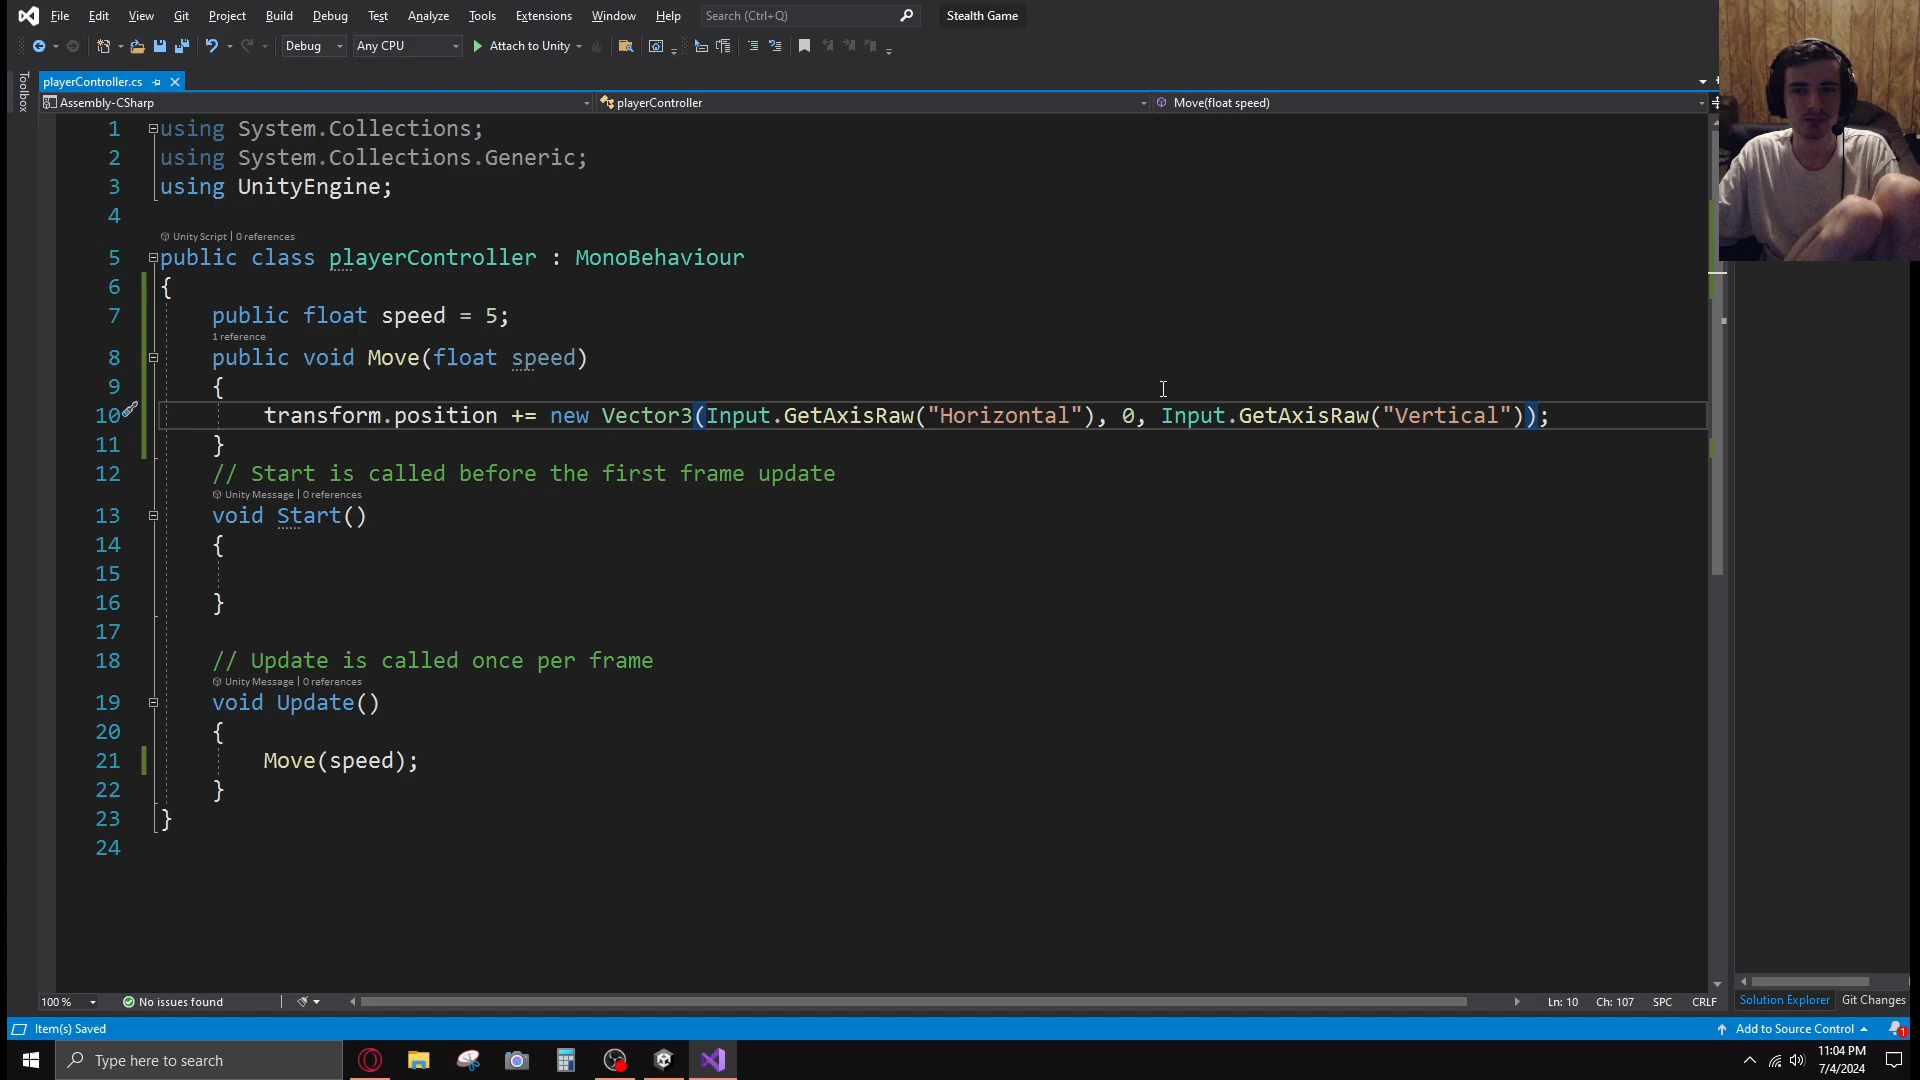 File Edit View Git Project Build Debug Test Analyze Tools Extensions Window Help Search (Ctrl+Q) Stealth Game
Debug Any CPU Attach to Unity
Toolbox
playerController.cs
Assembly-CSharp playerController Move(float speed)
1 using System.Collections;
2 using System.Collections.Generic;
3 using UnityEngine;
4
Unity Script | 0 references
5 public class playerController : MonoBehaviour
6 {
7 public float speed = 5;
1 reference
8 public void Move(float speed)
9 {
10 transform.position += new Vector3(Input.GetAxisRaw("Horizontal"), 0, Input.GetAxisRaw("Vertical"));
11 }
12 // Start is called before the first frame update
Unity Message | 0 references
13 void Start()
14 {
15
16 }
17
18 // Update is called once per frame
Unity Message | 0 references
19 void Update()
20 {
21 Move(speed);
22 }
23 }
24
100 % No issues found Ln: 10 Ch: 107 SPC CRLF
Solution Explorer Git Changes
Item(s) Saved Add to Source Control 1
Type here to search
11:04 PM
7/4/2024